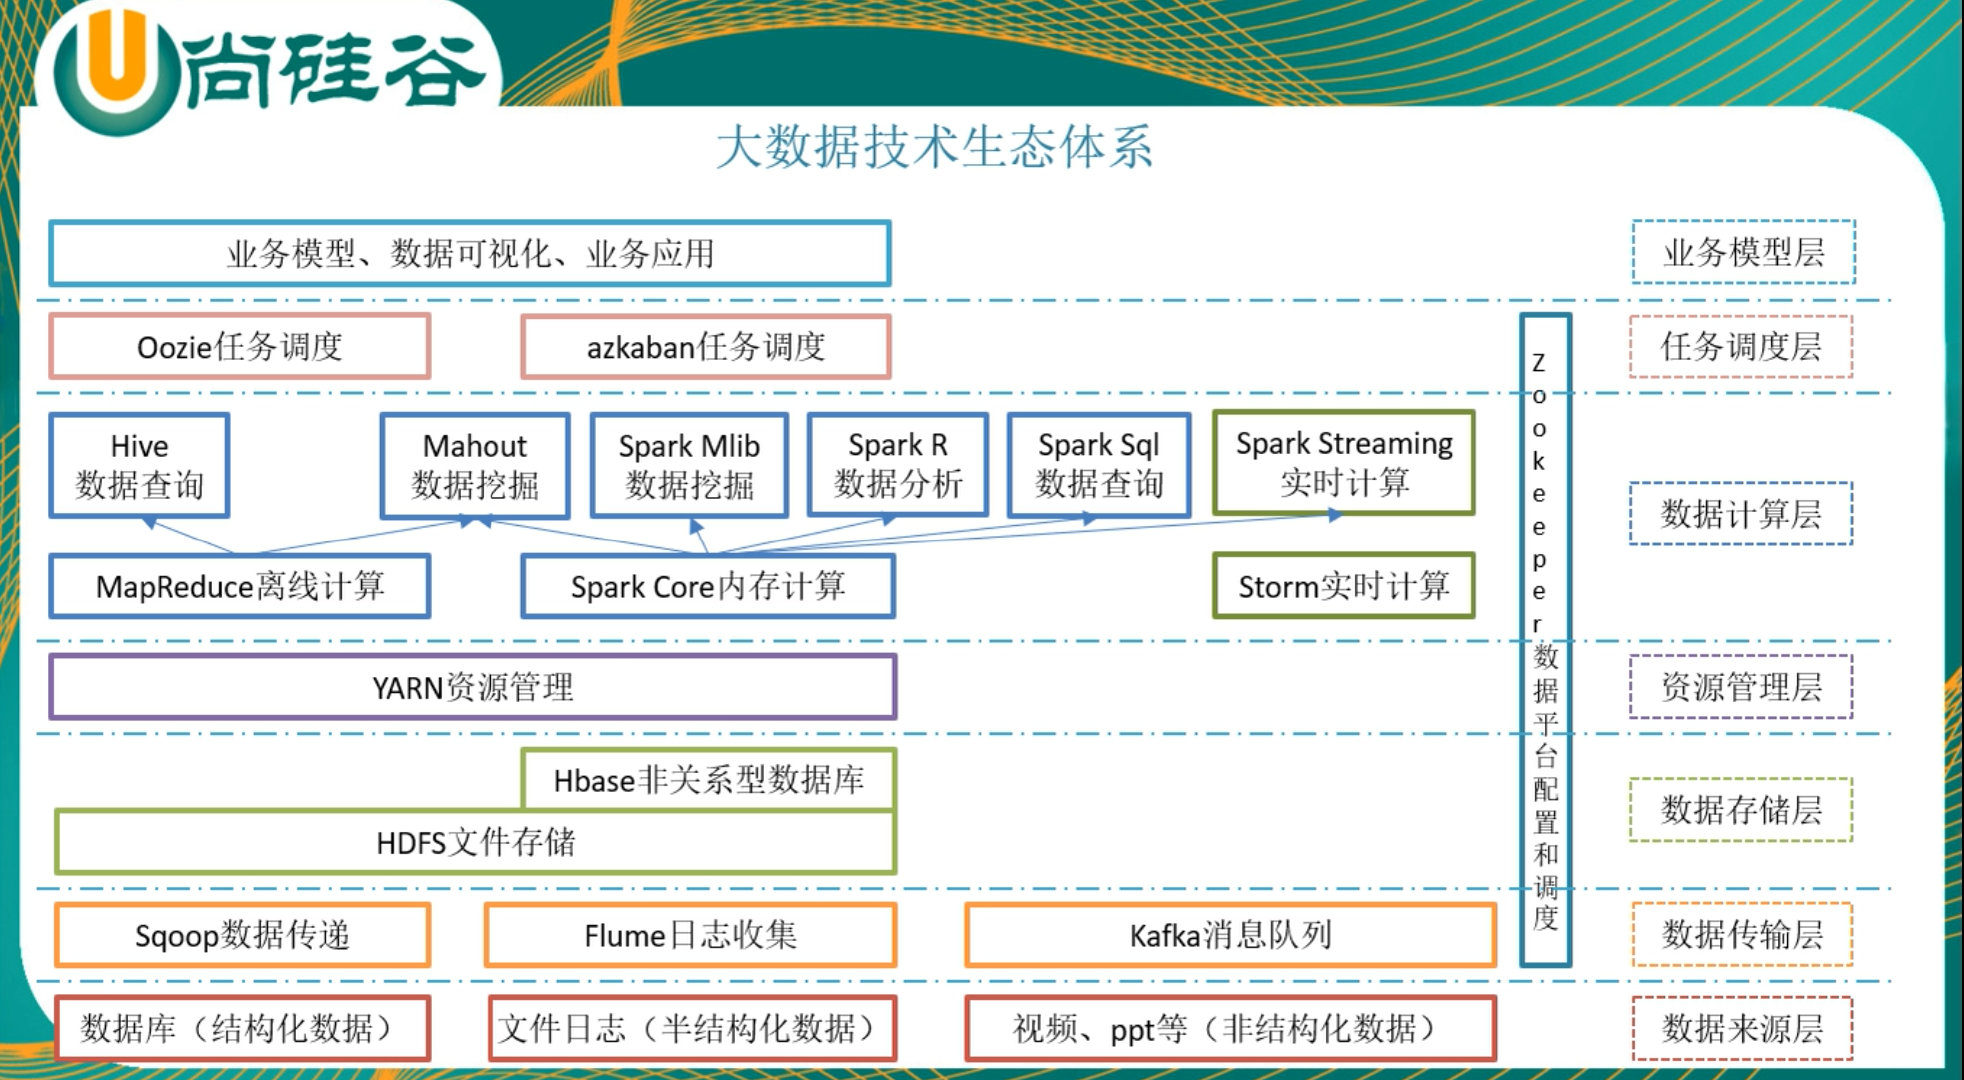 尚硅谷
大数据技术生态体系
业务模型、数据可视化、业务应用
业务模型层
Oozie任务调度
azkaban任务调度
任务调度层
Hive
数据查询
Mahout
数据挖掘
Spark Mlib
数据挖掘
Spark R
数据分析
Spark Sql
数据查询
Spark Streaming
实时计算
MapReduce离线计算
Spark Core内存计算
Storm实时计算
数据计算层
Zookeeper数据平台配置和调度
YARN资源管理
资源管理层
Hbase非关系型数据库
HDFS文件存储
数据存储层
Sqoop数据传递
Flume日志收集
Kafka消息队列
数据传输层
数据库（结构化数据）
文件日志（半结构化数据）
视频、ppt等（非结构化数据）
数据来源层